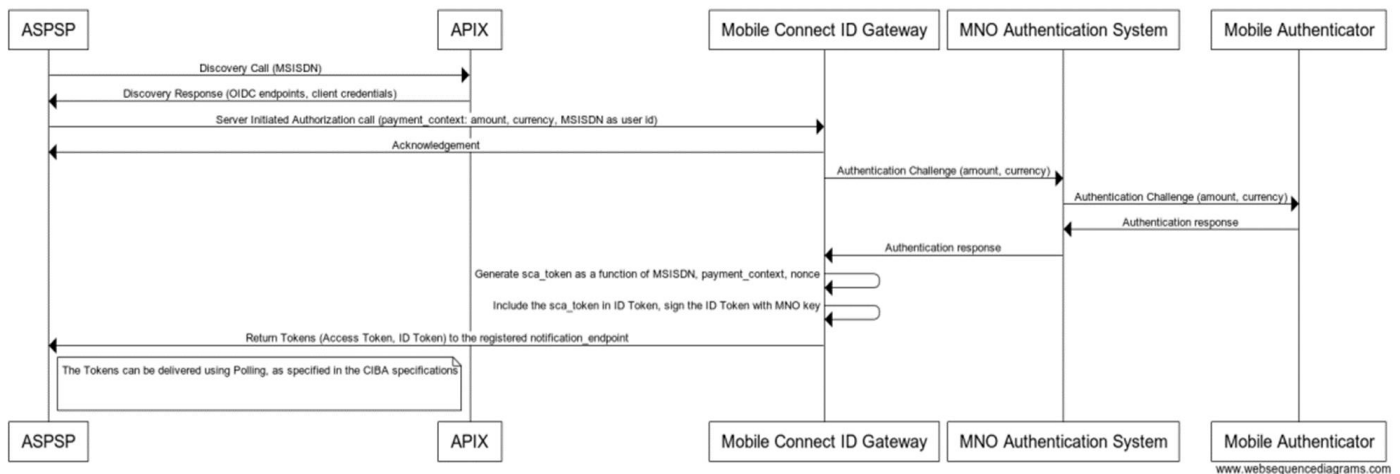 ASPSP
APIX
Mobile Connect ID Gateway
MNO Authentication System
Mobile Authenticator
Discovery Call (MSISDN)
Discovery Response (OIDC endpoints, client credentials)
Server Initiated Authorization call (payment_context: amount, currency, MSISDN as user id)
Acknowledgement
Authentication Challenge (amount, currency)
Authentication Challenge (amount, currency)
Authentication response
Authentication response
Generate sca_token as a function of MSISDN, payment_context, nonce
Include the sca_token in ID Token, sign the ID Token with MNO key
Return Tokens (Access Token, ID Token) to the registered notification_endpoint
The Tokens can be delivered using Polling, as specified in the CIBA specifications
ASPSP
APIX
Mobile Connect ID Gateway
MNO Authentication System
Mobile Authenticator
www.websequencediagrams.com